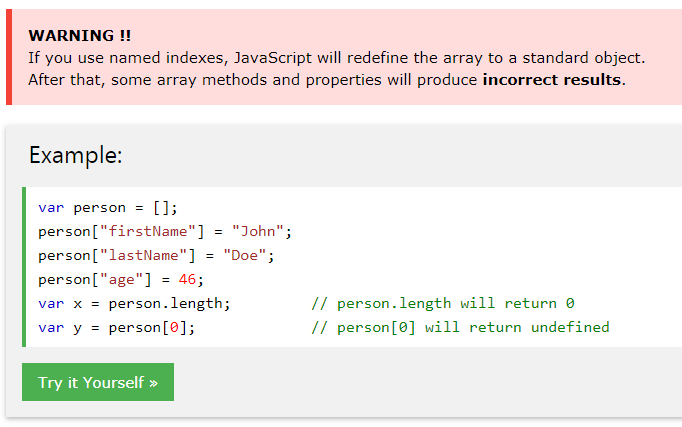 WARNING !!
If you use named indexes, JavaScript will redefine the array to a standard object.
After that, some array methods and properties will produce incorrect results.
Example:
var person = [];
person["firstName"] = "John";
person["lastName"] = "Doe";
person["age"] = 46;
var x = person.length;         // person.length will return 0
var y = person[0];             // person[0] will return undefined
Try it Yourself »